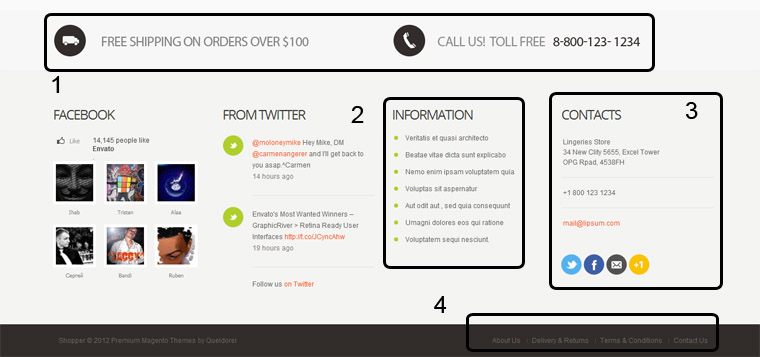 FREE SHIPPING ON ORDERS OVER $100
CALL US! TOLL FREE 8-800-123- 1234
1
FACEBOOK
Like
14,145 people like
Envato
Ihab
Tristan
Alaa
Сергей
Bandi
Ruben
FROM TWITTER
@moloneymike Hey Mike, DM
@carmenangerer and I'll get back to
you asap.^Carmen
14 hours ago
Envato's Most Wanted Winners –
GraphicRiver > Retina Ready User
Interfaces http://t.co/JCyncAhw
19 hours ago
Follow us on Twitter
2
INFORMATION
Veritatis et quasi architecto
Beatae vitae dicta sunt explicabo
Nemo enim ipsam voluptatem quia
Voluptas sit aspernatur
Aut odit aut , sed quia consequunt
Umagni dolores eos qui ratione
Voluptatem sequi nesciunt.
3
CONTACTS
Lingeries Store
34 New City 5655, Excel Tower
OPG Rpad, 4538FH
+1 800 123 1234
mail@lipsum.com
+1
4
Shopper © 2012 Premium Magento Themes by Queldorei
About Us | Delivery & Returns | Terms & Conditions | Contact Us